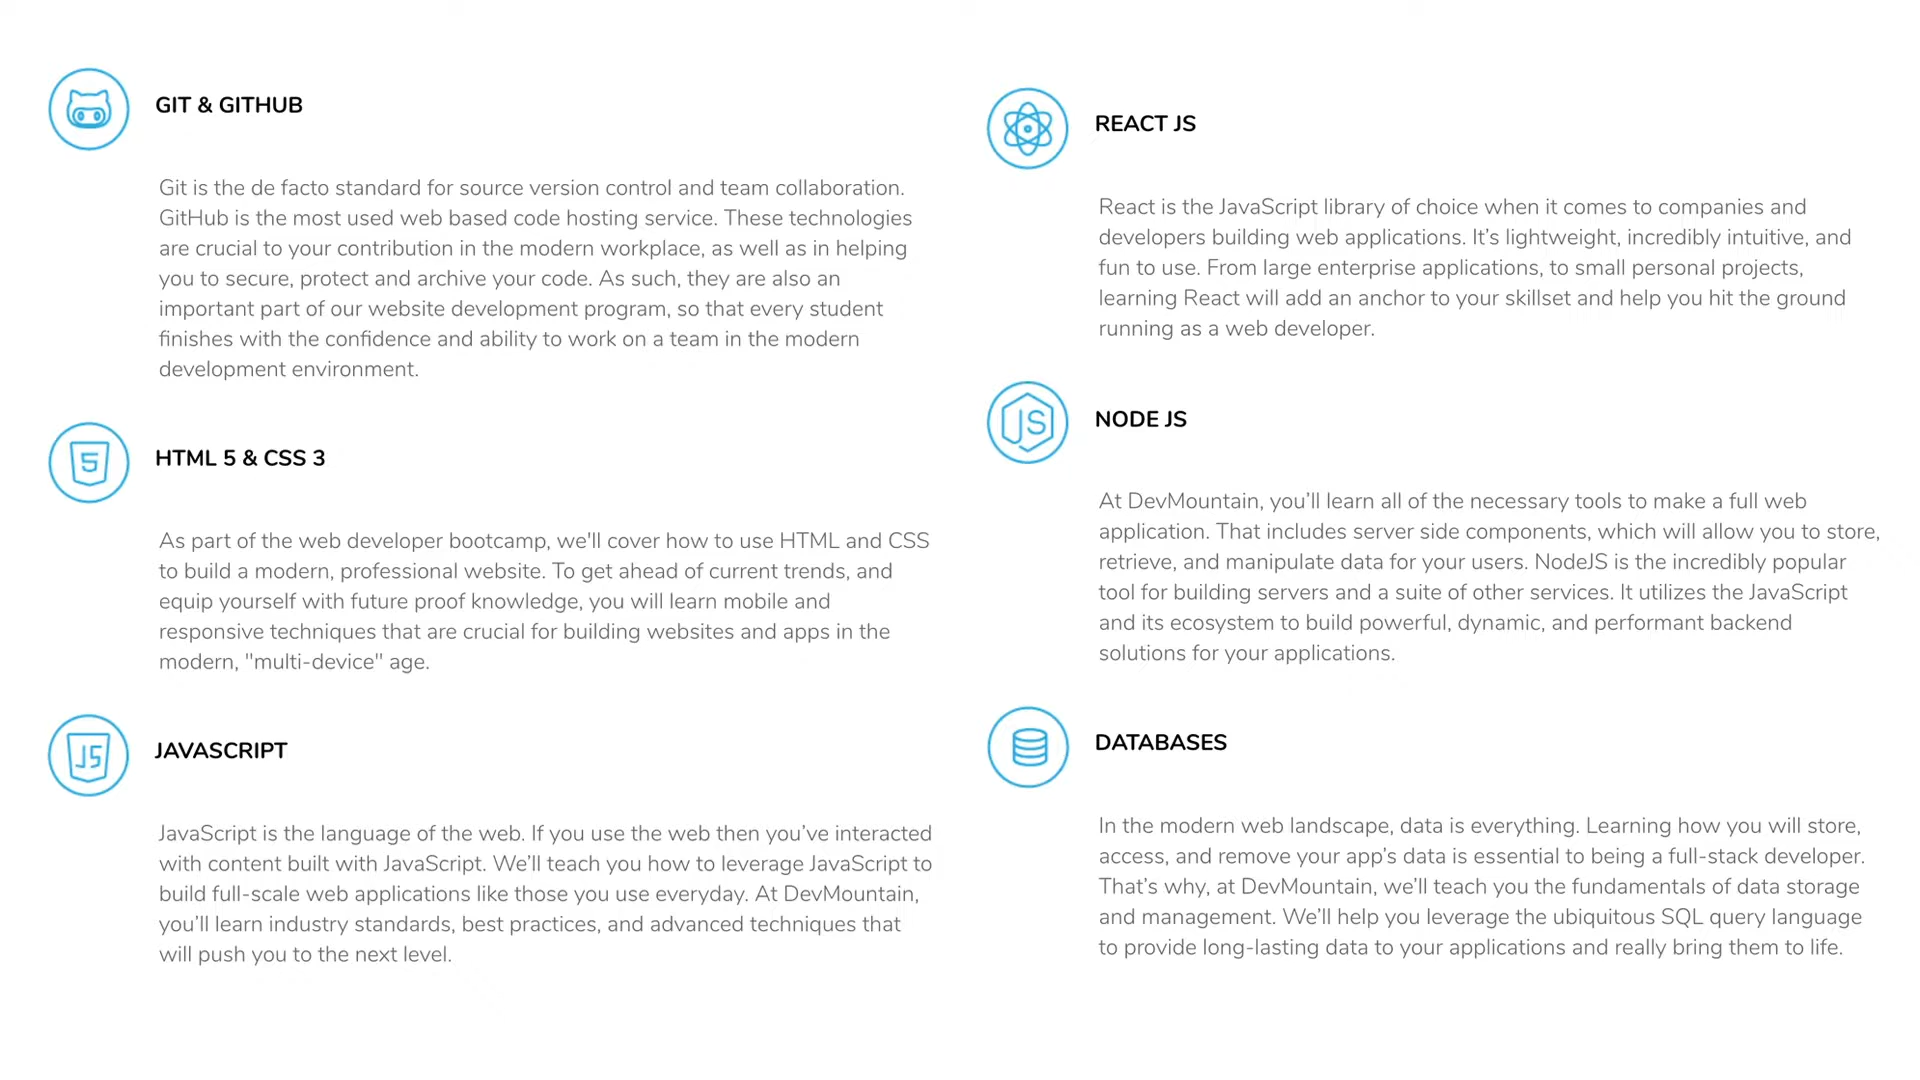 GIT & GITHUB
Git is the de facto standard for source version control and team collaboration.
GitHub is the most used web based code hosting service. These technologies
are crucial to your contribution in the modern workplace, as well as in helping
you to secure, protect and archive your code. As such, they are also an
important part of our website development program, so that every student
finishes with the confidence and ability to work on a team in the modern
development environment.
5
HTML 5 & CSS 3
As part of the web developer bootcamp, we'll cover how to use HTML and CSS
to build a modern, professional website. To get ahead of current trends, and
equip yourself with future proof knowledge, you will learn mobile and
responsive techniques that are crucial for building websites and apps in the
modern, "multi-device" age.
JS
JAVASCRIPT
JavaScript is the language of the web. If you use the web then you’ve interacted
with content built with JavaScript. We’ll teach you how to leverage JavaScript to
build full-scale web applications like those you use everyday. At DevMountain,
you’ll learn industry standards, best practices, and advanced techniques that
will push you to the next level.
REACT JS
React is the JavaScript library of choice when it comes to companies and
developers building web applications. It’s lightweight, incredibly intuitive, and
fun to use. From large enterprise applications, to small personal projects,
learning React will add an anchor to your skillset and help you hit the ground
running as a web developer.
JS
NODE JS
At DevMountain, you’ll learn all of the necessary tools to make a full web
application. That includes server side components, which will allow you to store,
retrieve, and manipulate data for your users. NodeJS is the incredibly popular
tool for building servers and a suite of other services. It utilizes the JavaScript
and its ecosystem to build powerful, dynamic, and performant backend
solutions for your applications.
DATABASES
In the modern web landscape, data is everything. Learning how you will store,
access, and remove your app’s data is essential to being a full-stack developer.
That’s why, at DevMountain, we’ll teach you the fundamentals of data storage
and management. We’ll help you leverage the ubiquitous SQL query language
to provide long-lasting data to your applications and really bring them to life.